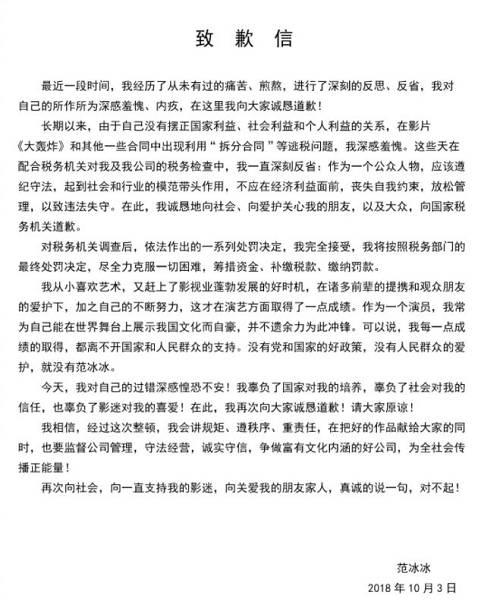 致 歉 信
最近一段时间，我经历了从未有过的痛苦、煎熬，进行了深刻的反思、反省，我对
自己的所作所为深感羞愧、内疚，在这里我向大家诚恳道歉！
长期以来，由于自己没有摆正国家利益、社会利益和个人利益的关系，在影片
《大轰炸》和其他一些合同中出现利用“拆分合同”等逃税问题，我深感羞愧。这些天在
配合税务机关对我及我公司的税务检查中，我一直深刻反省：作为一个公众人物，应该遵
纪守法，起到社会和行业的模范带头作用，不应在经济利益面前，丧失自我约束，放松管
理，以致违法失守。在此，我诚恳地向社会、向爱护关心我的朋友，以及大众，向国家税
务机关道歉。
对税务机关调查后，依法作出的一系列处罚决定，我完全接受，我将按照税务部门的
最终处罚决定，尽全力克服一切困难，筹措资金、补缴税款、缴纳罚款。
我从小喜欢艺术，又赶上了影视业蓬勃发展的好时机，在诸多前辈的提携和观众朋友
的爱护下，加之自己的不断努力，这才在演艺方面取得了一点成绩。作为一个演员，我常
为自己能在世界舞台上展示我国文化而自豪，并不遗余力为此冲锋。可以说，我每一点成
绩的取得，都离不开国家和人民群众的支持。没有党和国家的好政策，没有人民群众的爱
护，就没有范冰冰。
今天，我对自己的过错深感惶恐不安！我辜负了国家对我的培养，辜负了社会对我的
信任，也辜负了影迷对我的喜爱！在此，我再次向大家诚恳道歉！请大家原谅！
我相信，经过这次整顿，我会讲规矩、遵秩序、重责任，在把好的作品献给大家的同
时，也要监督公司管理，守法经营，诚实守信，争做富有文化内涵的好公司，为全社会传
播正能量！
再次向社会，向一直支持我的影迷，向关爱我的朋友家人，真诚的说一句，对不起！
范冰冰
2018 年 10 月 3 日